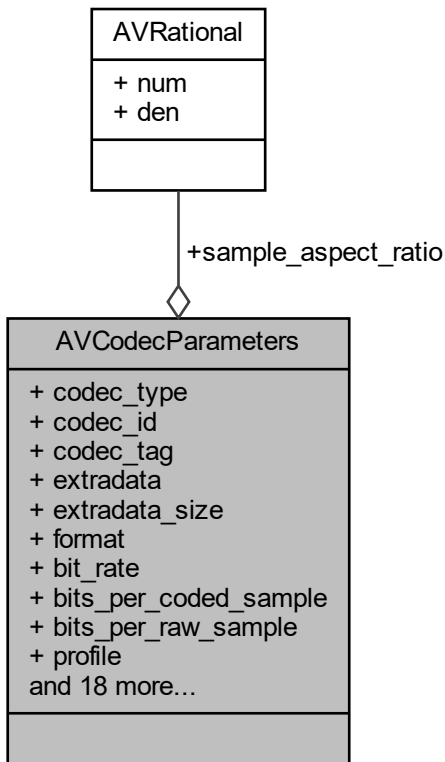 AVRational
+ num
+ den
+sample_aspect_ratio
AVCodecParameters
+ codec_type
+ codec_id
+ codec_tag
+ extradata
+ extradata_size
+ format
+ bit_rate
+ bits_per_coded_sample
+ bits_per_raw_sample
+ profile
and 18 more...